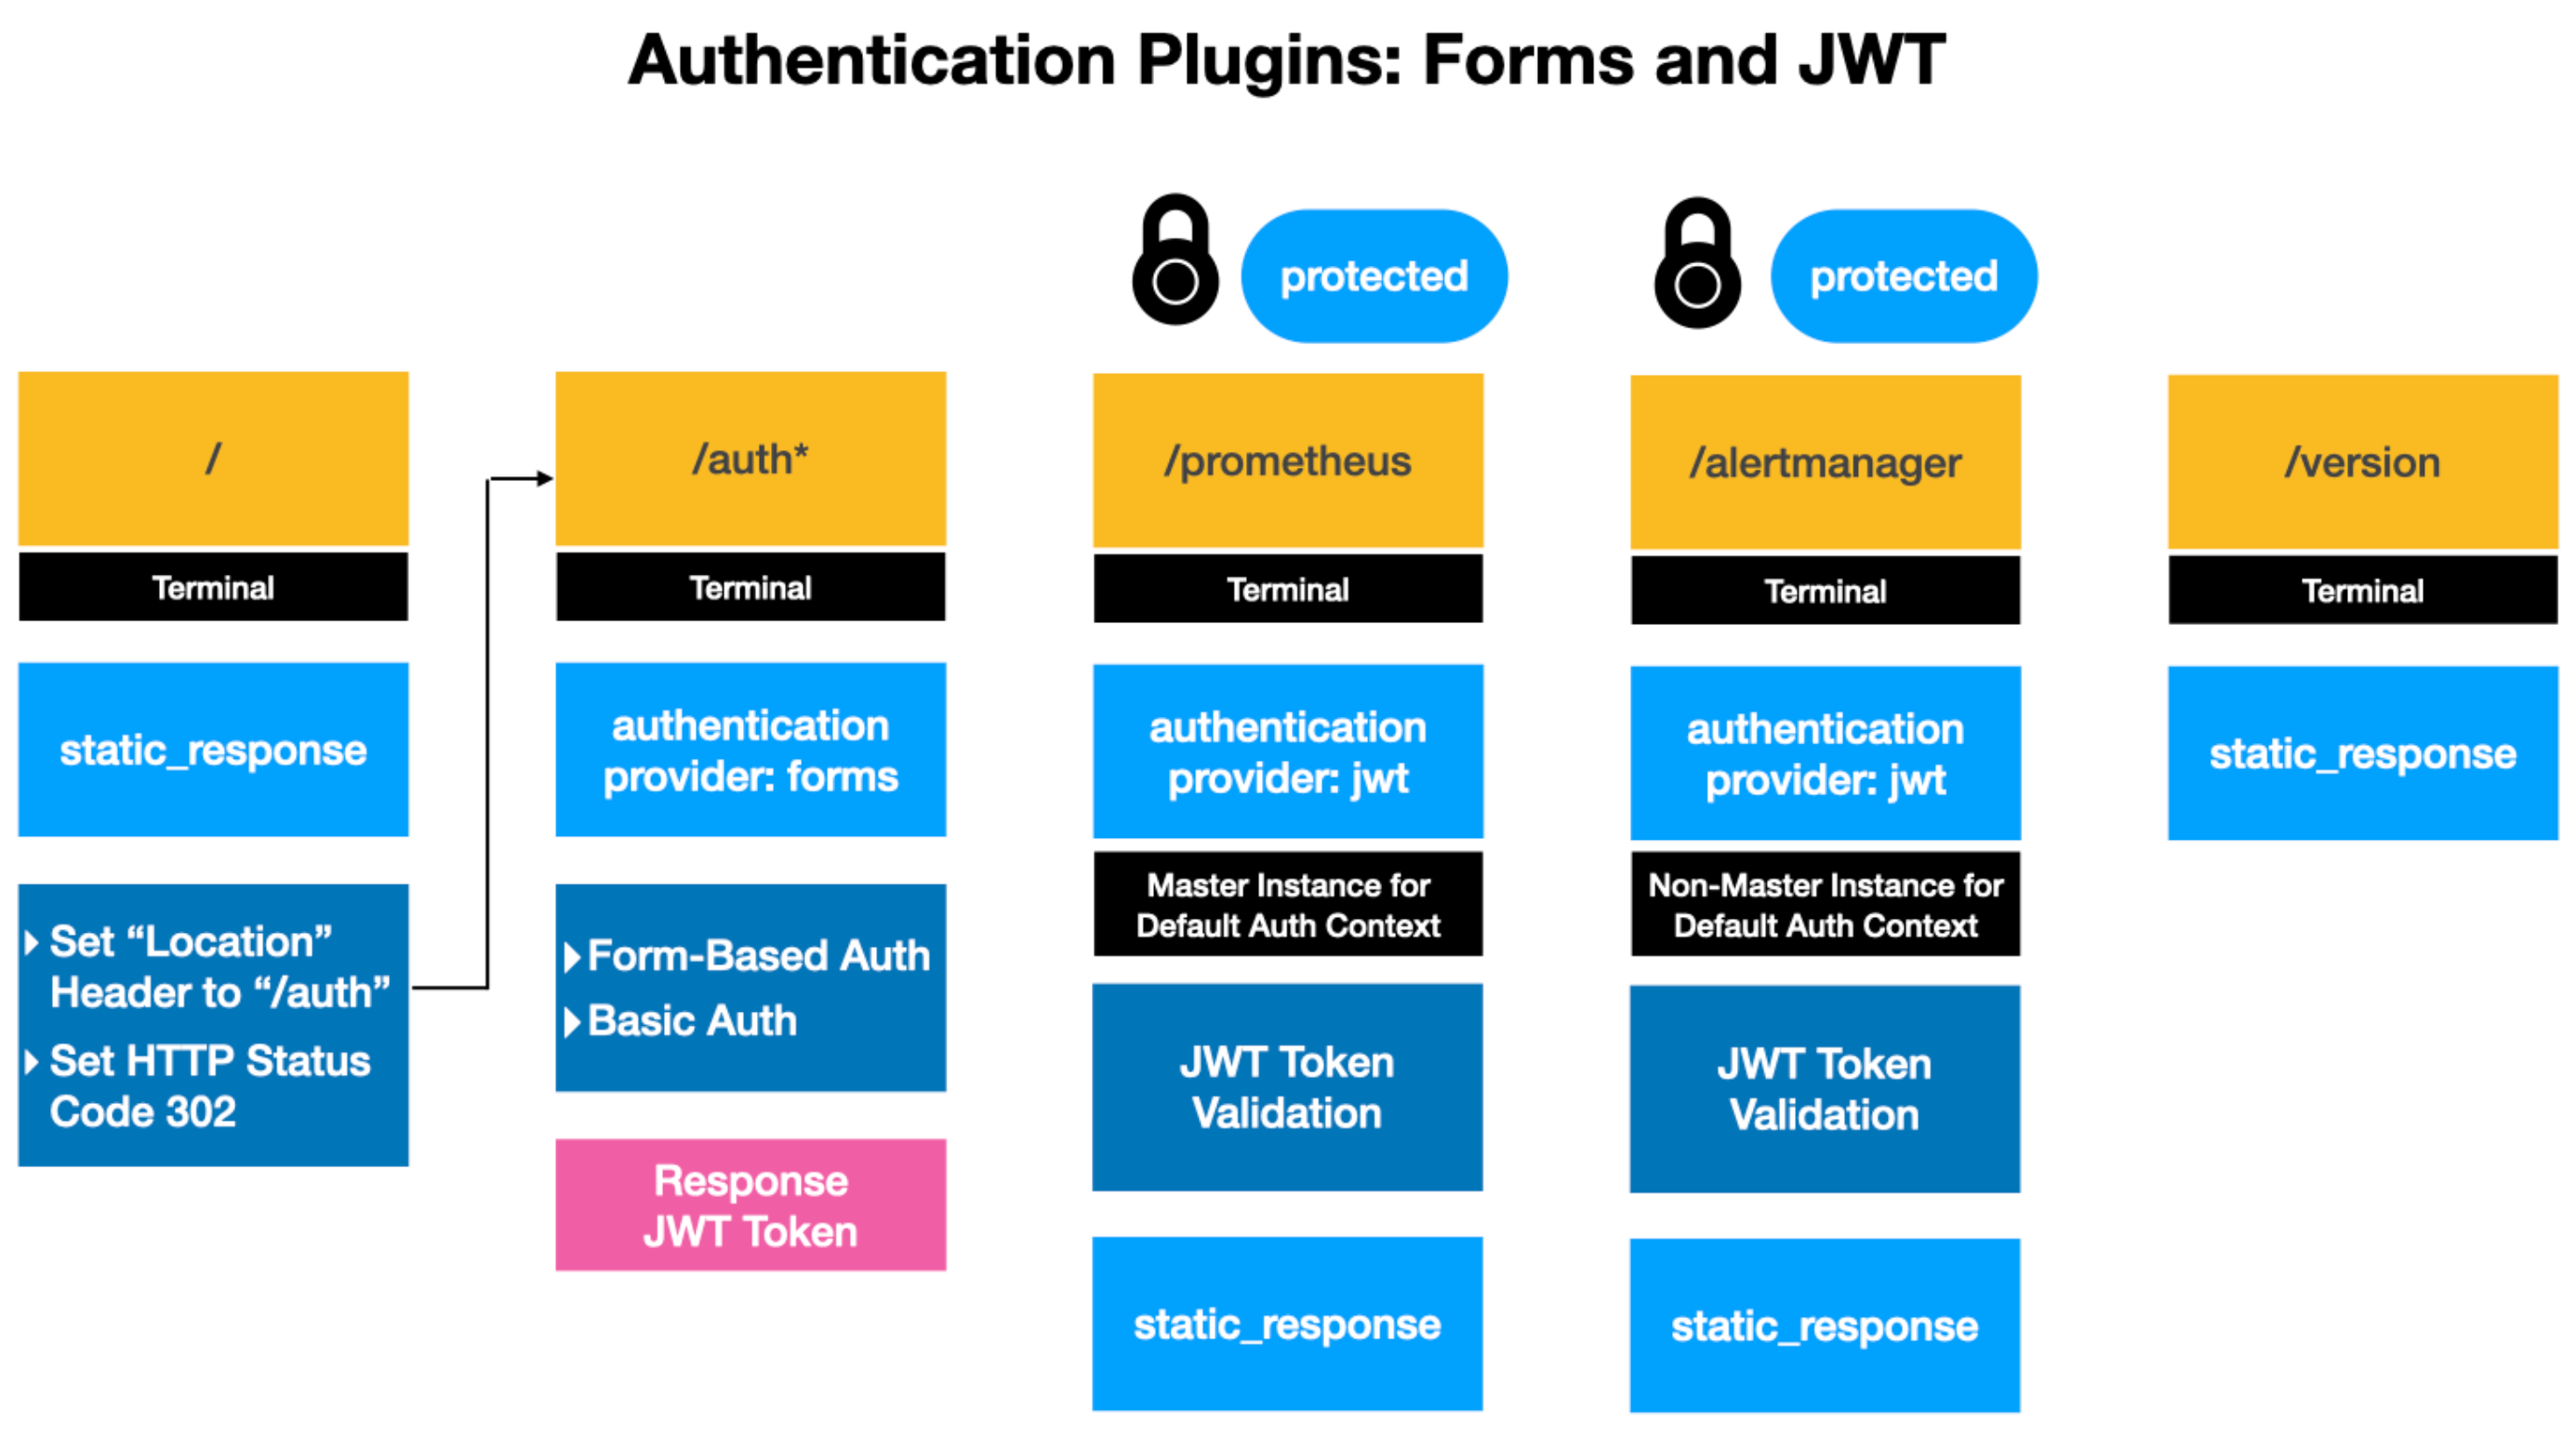 Authentication Plugins: Forms and JWT
protected
protected
/
/auth*
/prometheus
/alertmanager
/version
Terminal
Terminal
Terminal
Terminal
Terminal
static_response
authentication
provider: forms
authentication
provider: jwt
authentication
provider: jwt
static_response
Master Instance for
Default Auth Context
Non-Master Instance for
Default Auth Context
Set “Location”
Header to “/auth”
Set HTTP Status
Code 302
Form-Based Auth
Basic Auth
JWT Token
Validation
JWT Token
Validation
Response
JWT Token
static_response
static_response